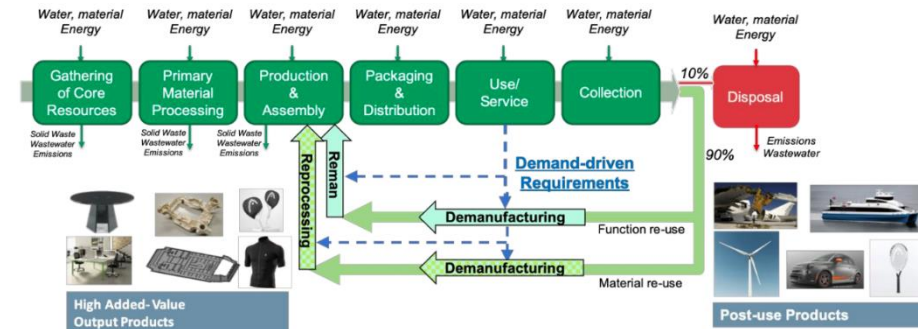 Water, material
Energy
Water, material
Energy
Water, material
Energy
Water, material
Energy
Water, material
Energy
Water, material
Energy
Water, material
Energy
Gathering
of Core
Resources
Primary
Material
Processing
Production
&
Assembly
Packaging
&
Distribution
Use/
Service
Collection
10%
Disposal
Solid Waste
Wastewater
Emissions
Solid Waste
Wastewater
Emissions
Solid Waste
Wastewater
Emissions
90%
Emissions
Wastewater
Reprocessing
Reman
Demand-driven
Requirements
Demanufacturing
Function re-use
Demanufacturing
Material re-use
High Added- Value
Output Products
Post-use Products